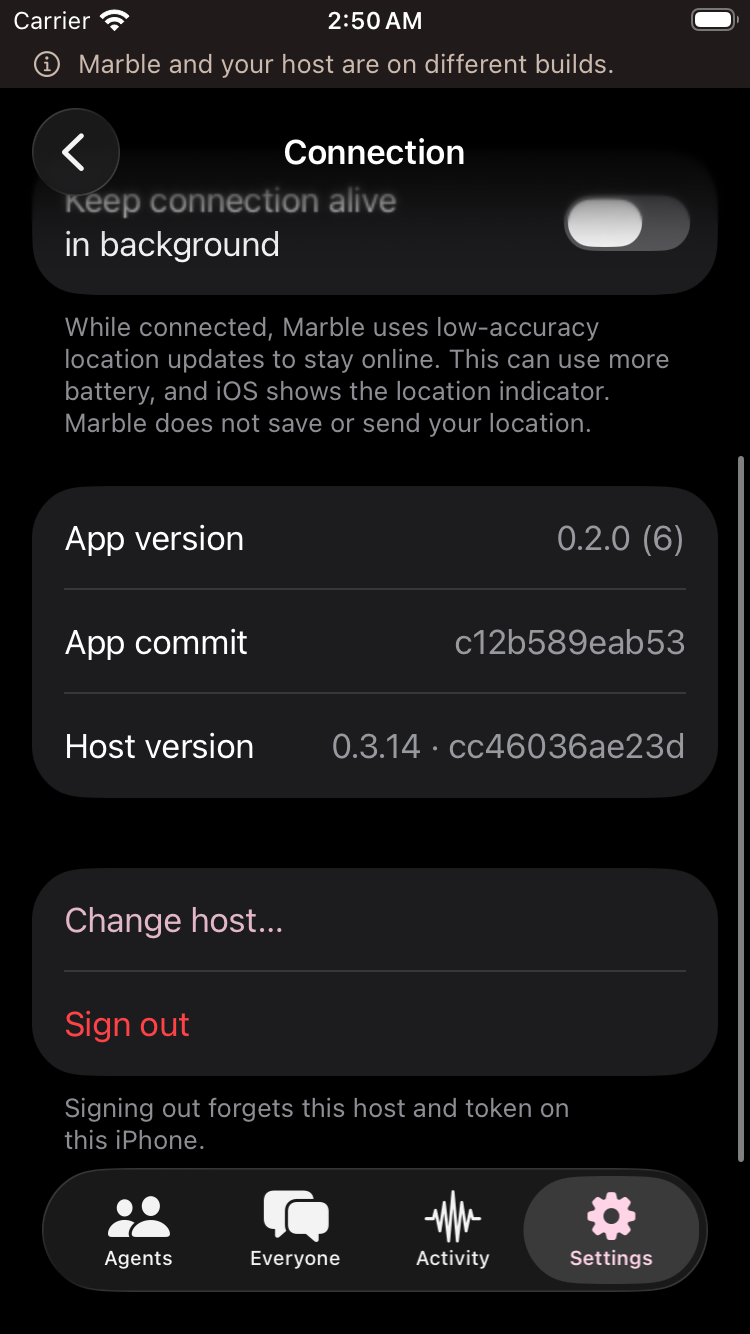 Carrier
2:50 AM
Marble and your host are on different builds.
Connection
Keep connection alive
in background
While connected, Marble uses low-accuracy
location updates to stay online. This can use more
battery, and iOS shows the location indicator.
Marble does not save or send your location.
App version
0.2.0 (6)
App commit
c12b589eab53
Host version
0.3.14 · cc46036ae23d
Change host...
Sign out
Signing out forgets this host and token on
this iPhone.
Agents
Everyone
Activity
Settings